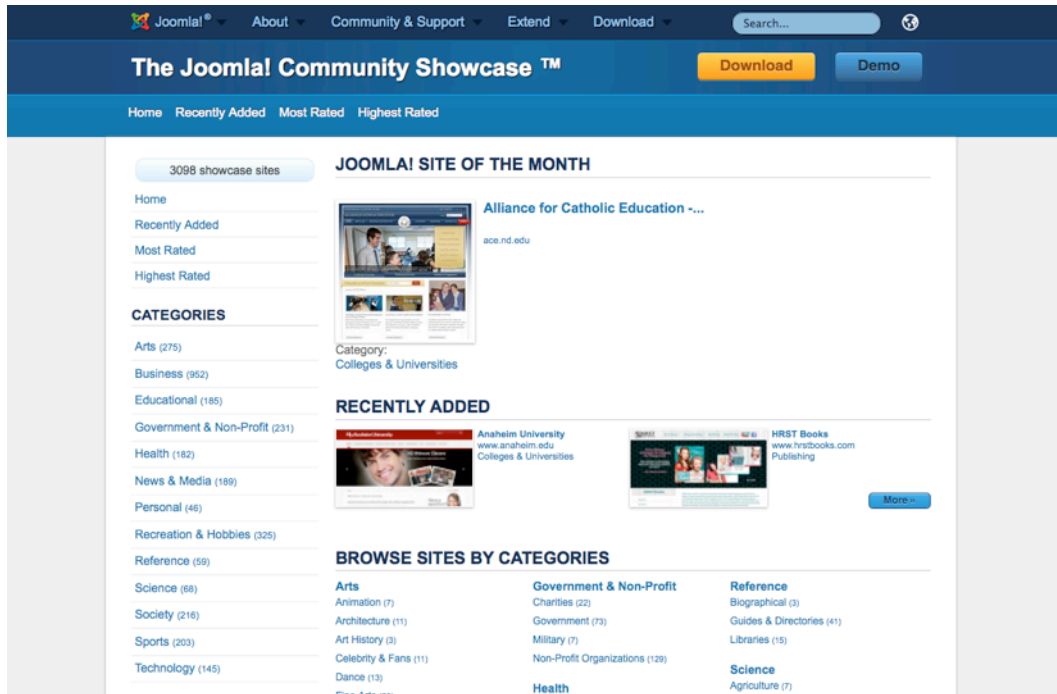 Joomla!® About Community & Support Extend Download Search...
The Joomla! Community Showcase ™ Download Demo
Home Recently Added Most Rated Highest Rated
3098 showcase sites
Home
Recently Added
Most Rated
Highest Rated
CATEGORIES
Arts (275)
Business (952)
Educational (185)
Government & Non-Profit (231)
Health (182)
News & Media (189)
Personal (46)
Recreation & Hobbies (325)
Reference (59)
Science (68)
Society (216)
Sports (203)
Technology (145)
JOOMLA! SITE OF THE MONTH
Alliance for Catholic Education -...
ace.nd.edu
Category:
Colleges & Universities
RECENTLY ADDED
Anaheim University
www.anaheim.edu
Colleges & Universities
HRST Books
www.hrstbooks.com
Publishing
More »
BROWSE SITES BY CATEGORIES
Arts
Animation (7)
Architecture (11)
Art History (3)
Celebrity & Fans (11)
Dance (13)
Government & Non-Profit
Charities (22)
Government (73)
Military (7)
Non-Profit Organizations (129)
Health
Reference
Biographical (3)
Guides & Directories (41)
Libraries (15)
Science
Agriculture (7)